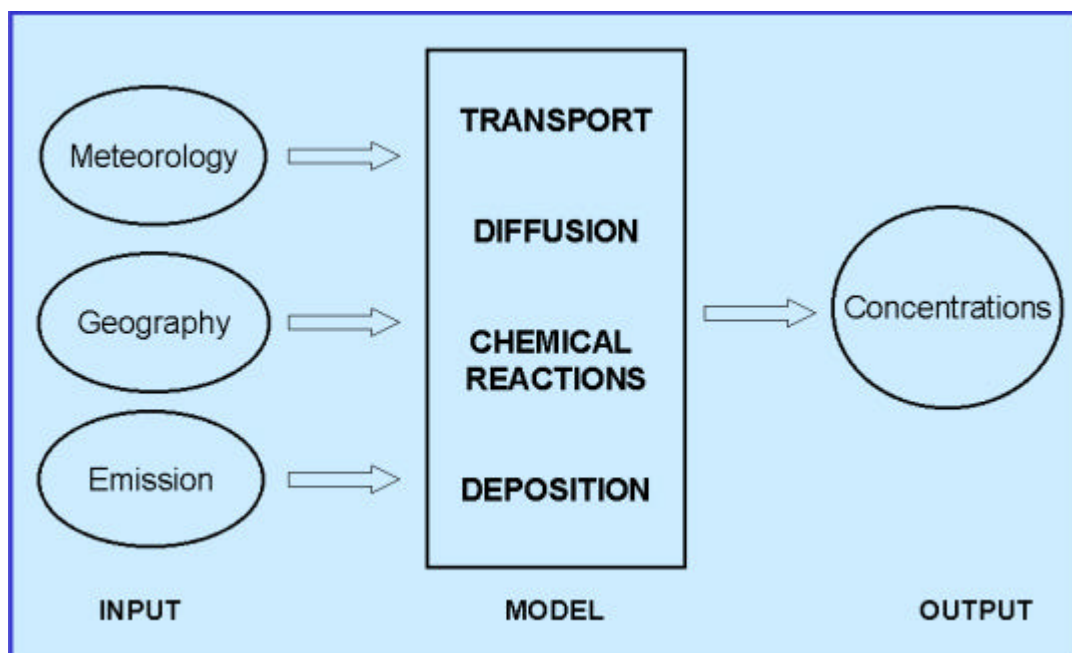 Meteorology
Geography
Emission
INPUT
TRANSPORT
DIFFUSION
CHEMICAL
REACTIONS
DEPOSITION
MODEL
Concentrations
OUTPUT